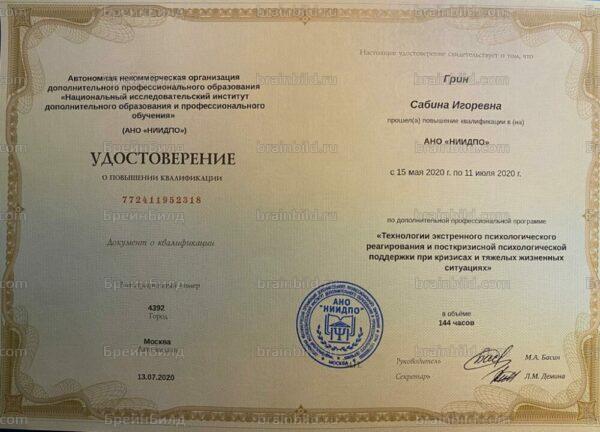 Автономная некоммерческая организация
дополнительного профессионального образования
«Национальный исследовательский институт
дополнительного образования и профессионального
обучения»
(АНО «НИИДПО»)
УДОСТОВЕРЕНИЕ
О ПОВЫШЕНИИ КВАЛИФИКАЦИИ
772411952318
Документ о квалификации
Регистрационный номер
4392
Город
Москва
Дата выдачи
13.07.2020
Настоящее удостоверение свидетельствует о том, что
Грин
Сабина Игоревна
прошел(а) повышение квалификации в (на)
АНО «НИИДПО»
с 15 мая 2020 г. по 11 июля 2020 г.
по дополнительной профессиональной программе
«Технологии экстренного психологического
реагирования и посткризисной психологической
поддержки при кризисах и тяжелых жизненных
ситуациях»
в объёме
144 часов
АНО
"НИИДПО"
МОСКВА
М.П.
Руководитель
М.А. Басин
Секретарь
Л.М. Демина
brainbild.ru
БреинБилд